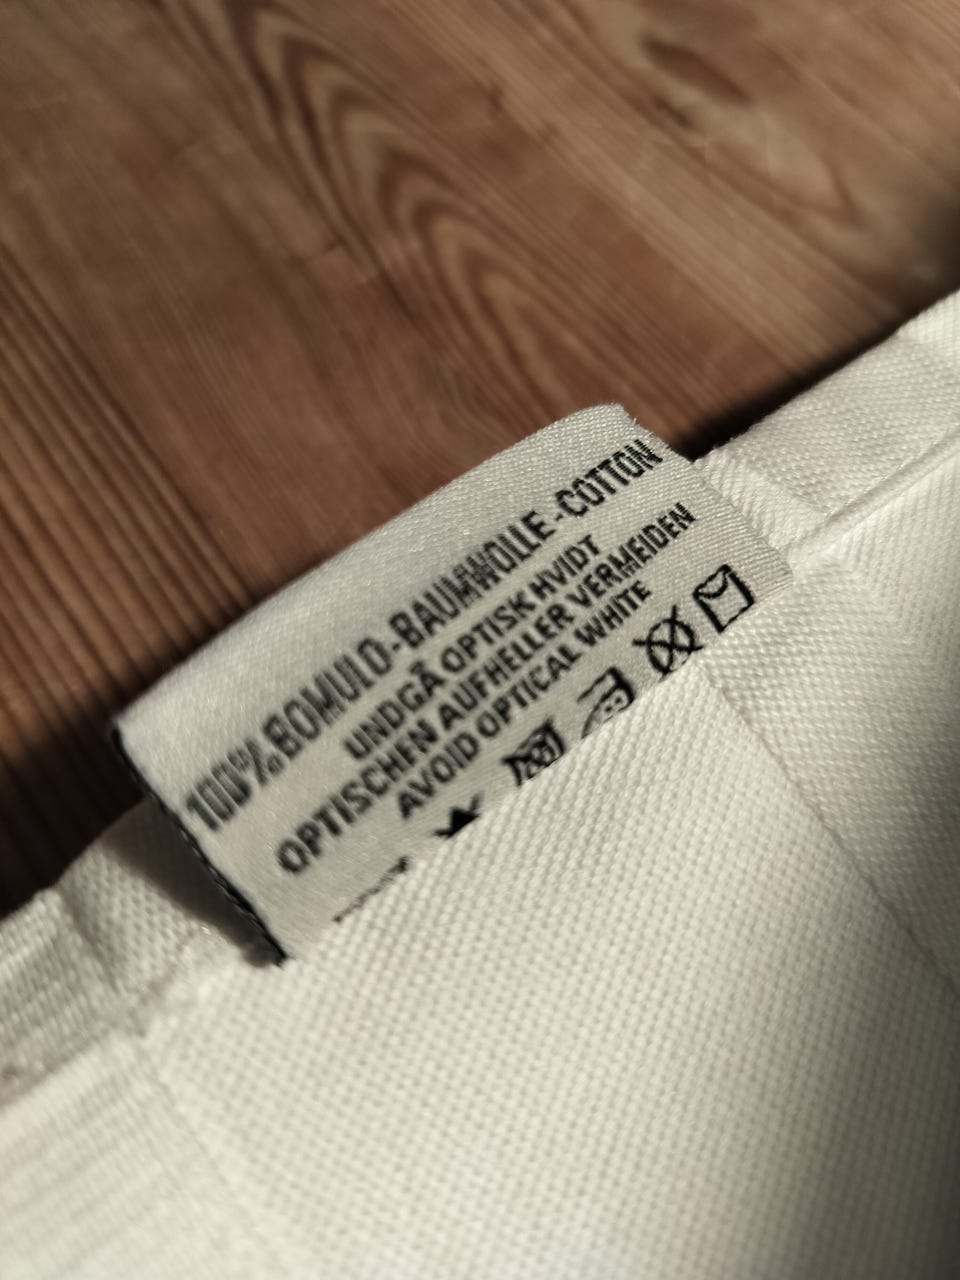 100% BOMULD-BAUMWOLLE-COTTON
UNDGÅ OPTISK HVIDT
OPTISCHEN AUFHELLER VERMEIDEN
AVOID OPTICAL WHITE